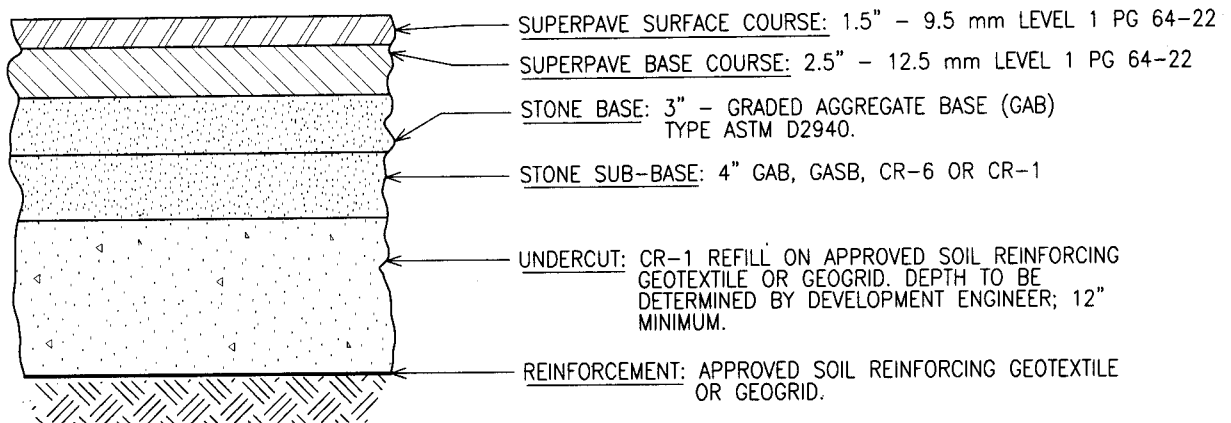 SUPERPAVE SURFACE COURSE: 1.5" - 9.5 mm LEVEL 1 PG 64-22
SUPERPAVE BASE COURSE: 2.5" - 12.5 mm LEVEL 1 PG 64-22
STONE BASE: 3" - GRADED AGGREGATE BASE (GAB)
TYPE ASTM D2940.
STONE SUB-BASE: 4" GAB, GASB, CR-6 OR CR-1
UNDERCUT: CR-1 REFILL ON APPROVED SOIL REINFORCING
GEOTEXTILE OR GEOGRID. DEPTH TO BE
DETERMINED BY DEVELOPMENT ENGINEER; 12"
MINIMUM.
REINFORCEMENT: APPROVED SOIL REINFORCING GEOTEXTILE
OR GEOGRID.